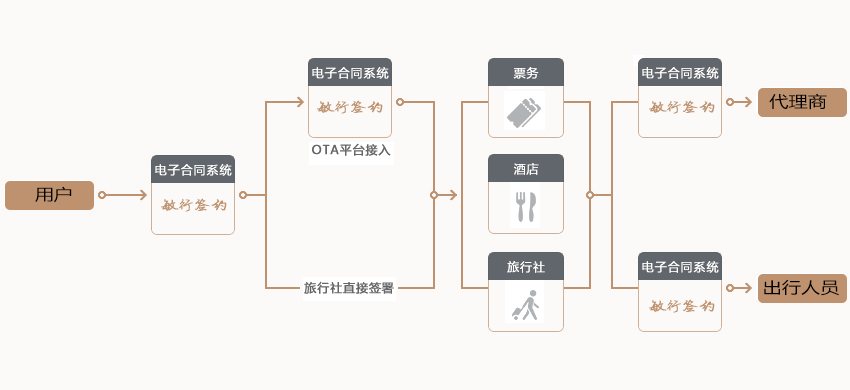 用户
电子合同系统
敏行签约
电子合同系统
敏行签约
OTA平台接入
旅行社直接签署
票务
酒店
旅行社
电子合同系统
敏行签约
代理商
电子合同系统
敏行签约
出行人员